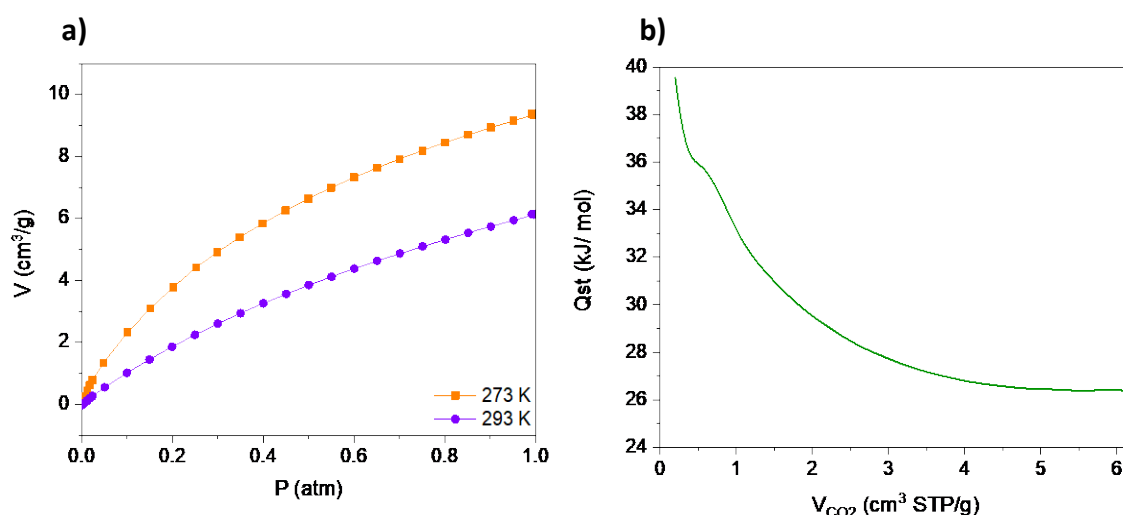 a)
10
8
6
4
2
0
V (cm³/g)
273 K
293 K
0.0 0.2 0.4 0.6 0.8 1.0
P (atm)
b)
40
38
36
34
32
30
28
26
24
Qst (kJ/ mol)
0 1 2 3 4 5 6
V_CO2 (cm³ STP/g)